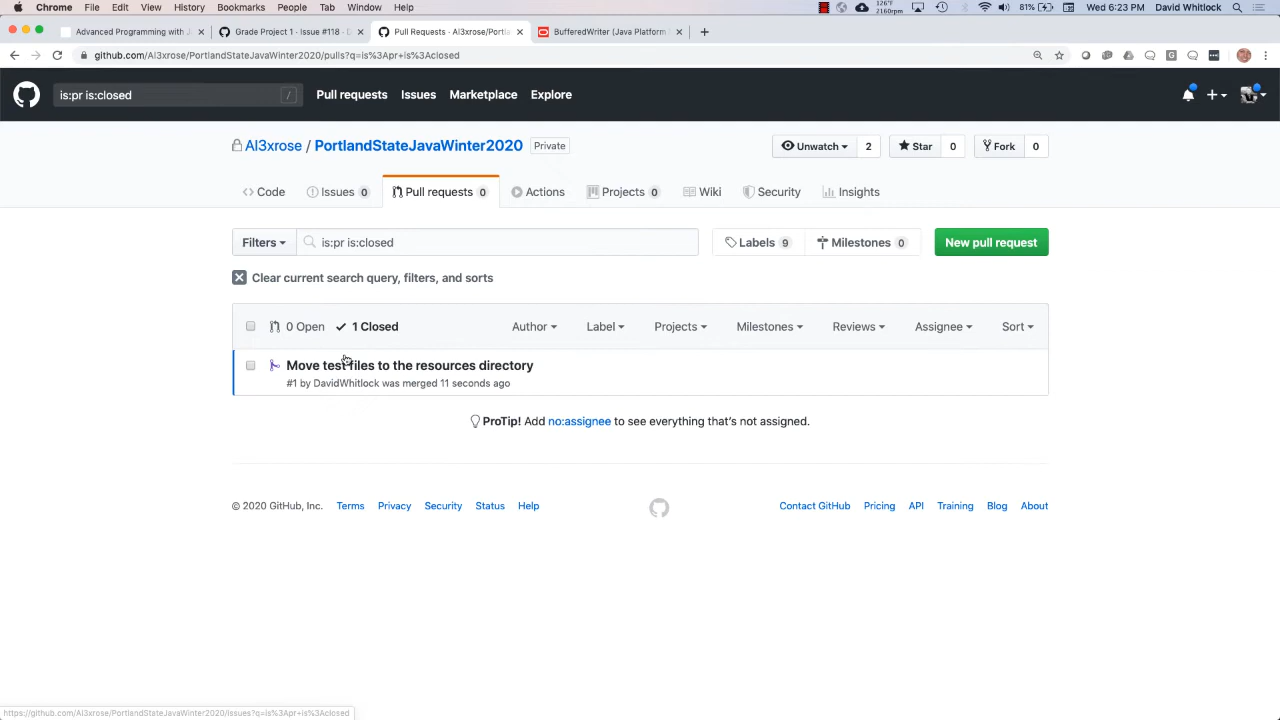 Chrome File Edit View History Bookmarks People Tab Window Help 126°F 2160rpm 81% Wed 6:23 PM David Whitlock
Advanced Programming with J × Grade Project 1 · Issue #118 · D × Pull Requests · Al3xrose/Portla × BufferedWriter (Java Platform ×
github.com/Al3xrose/PortlandStateJavaWinter2020/pulls?q=is%3Apr+is%3Aclosed
is:pr is:closed / Pull requests Issues Marketplace Explore
Al3xrose / PortlandStateJavaWinter2020 Private Unwatch 2 Star 0 Fork 0
Code Issues 0 Pull requests 0 Actions Projects 0 Wiki Security Insights
Filters is:pr is:closed Labels 9 Milestones 0 New pull request
Clear current search query, filters, and sorts
0 Open 1 Closed Author Label Projects Milestones Reviews Assignee Sort
Move test files to the resources directory
#1 by DavidWhitlock was merged 11 seconds ago
ProTip! Add no:assignee to see everything that's not assigned.
© 2020 GitHub, Inc. Terms Privacy Security Status Help Contact GitHub Pricing API Training Blog About
https://github.com/Al3xrose/PortlandStateJavaWinter2020/issues?q=is%3Apr+is%3Aclosed